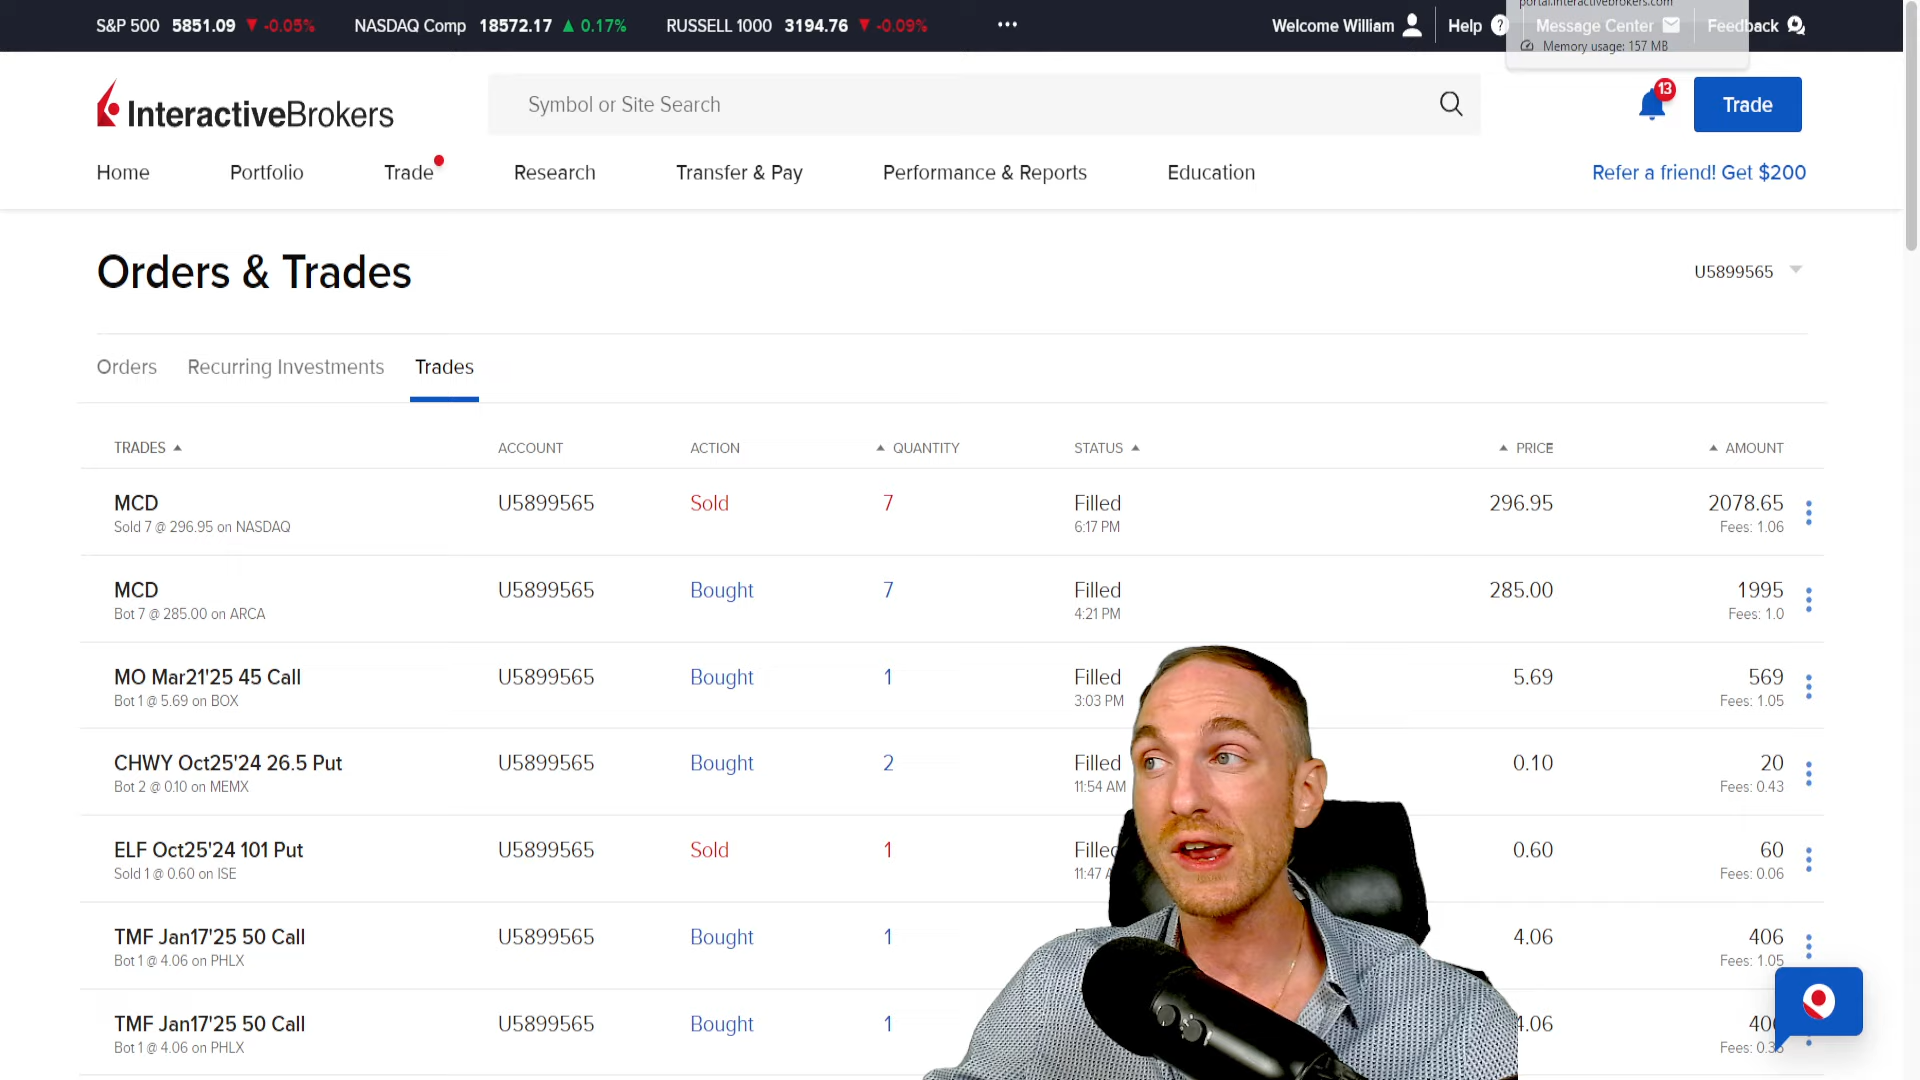 S&P 500 5851.09 ▼ -0.05% NASDAQ Comp 18572.17 ▲ 0.17% RUSSELL 1000 3194.76 ▼ -0.09% ••• Welcome William Help ? Message Center Feedback
portal.interactivebrokers.com
Memory usage: 157 MB
InteractiveBrokers
Symbol or Site Search
13
Trade
Home Portfolio Trade Research Transfer & Pay Performance & Reports Education Refer a friend! Get $200
Orders & Trades
U5899565
Orders Recurring Investments Trades
TRADES ▲ ACCOUNT ACTION ▲ QUANTITY STATUS ▲ ▲ PRICE ▲ AMOUNT
MCD U5899565 Sold 7 Filled 296.95 2078.65
Sold 7 @ 296.95 on NASDAQ 6:17 PM Fees: 1.06
MCD U5899565 Bought 7 Filled 285.00 1995
Bot 7 @ 285.00 on ARCA 4:21 PM Fees: 1.0
MO Mar21'25 45 Call U5899565 Bought 1 Filled 5.69 569
Bot 1 @ 5.69 on BOX 3:03 PM Fees: 1.05
CHWY Oct25'24 26.5 Put U5899565 Bought 2 Filled 0.10 20
Bot 2 @ 0.10 on MEMX 11:54 AM Fees: 0.43
ELF Oct25'24 101 Put U5899565 Sold 1 Filled 0.60 60
Sold 1 @ 0.60 on ISE 11:47 Fees: 0.06
TMF Jan17'25 50 Call U5899565 Bought 1 4.06 406
Bot 1 @ 4.06 on PHLX Fees: 1.05
TMF Jan17'25 50 Call U5899565 Bought 1 4.06
Bot 1 @ 4.06 on PHLX Fees: